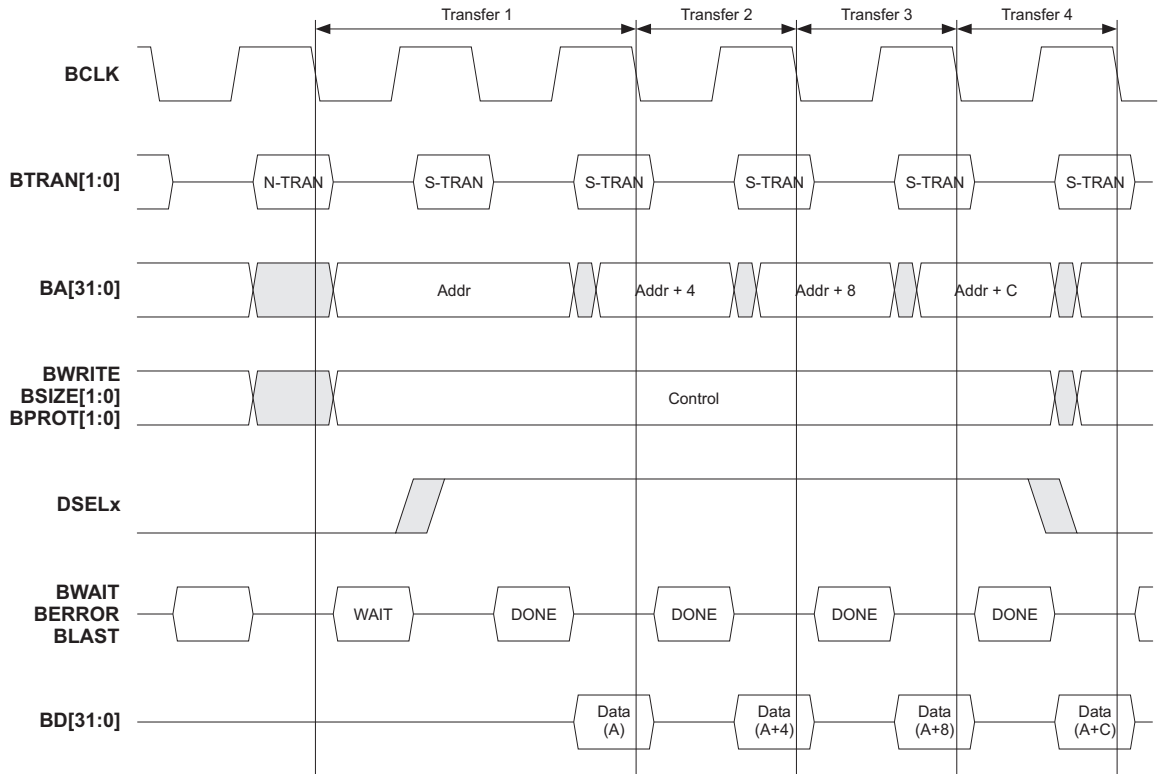 Transfer 1 Transfer 2 Transfer 3 Transfer 4
BCLK
BTRAN[1:0] N-TRAN S-TRAN S-TRAN S-TRAN S-TRAN S-TRAN
BA[31:0] Addr Addr + 4 Addr + 8 Addr + C
BWRITE
BSIZE[1:0] Control
BPROT[1:0]
DSELx
BWAIT
BERROR WAIT DONE DONE DONE DONE
BLAST
BD[31:0] Data Data Data Data
(A) (A+4) (A+8) (A+C)